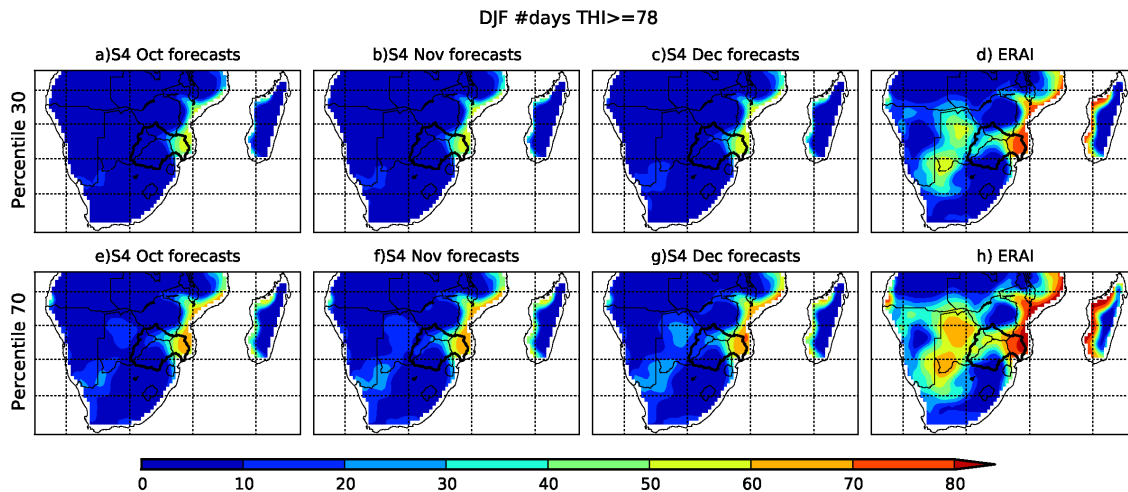 DJF #days THI>=78
a)S4 Oct forecasts
b)S4 Nov forecasts
c)S4 Dec forecasts
d) ERAI
Percentile 30
e)S4 Oct forecasts
f)S4 Nov forecasts
g)S4 Dec forecasts
h) ERAI
Percentile 70
0 10 20 30 40 50 60 70 80